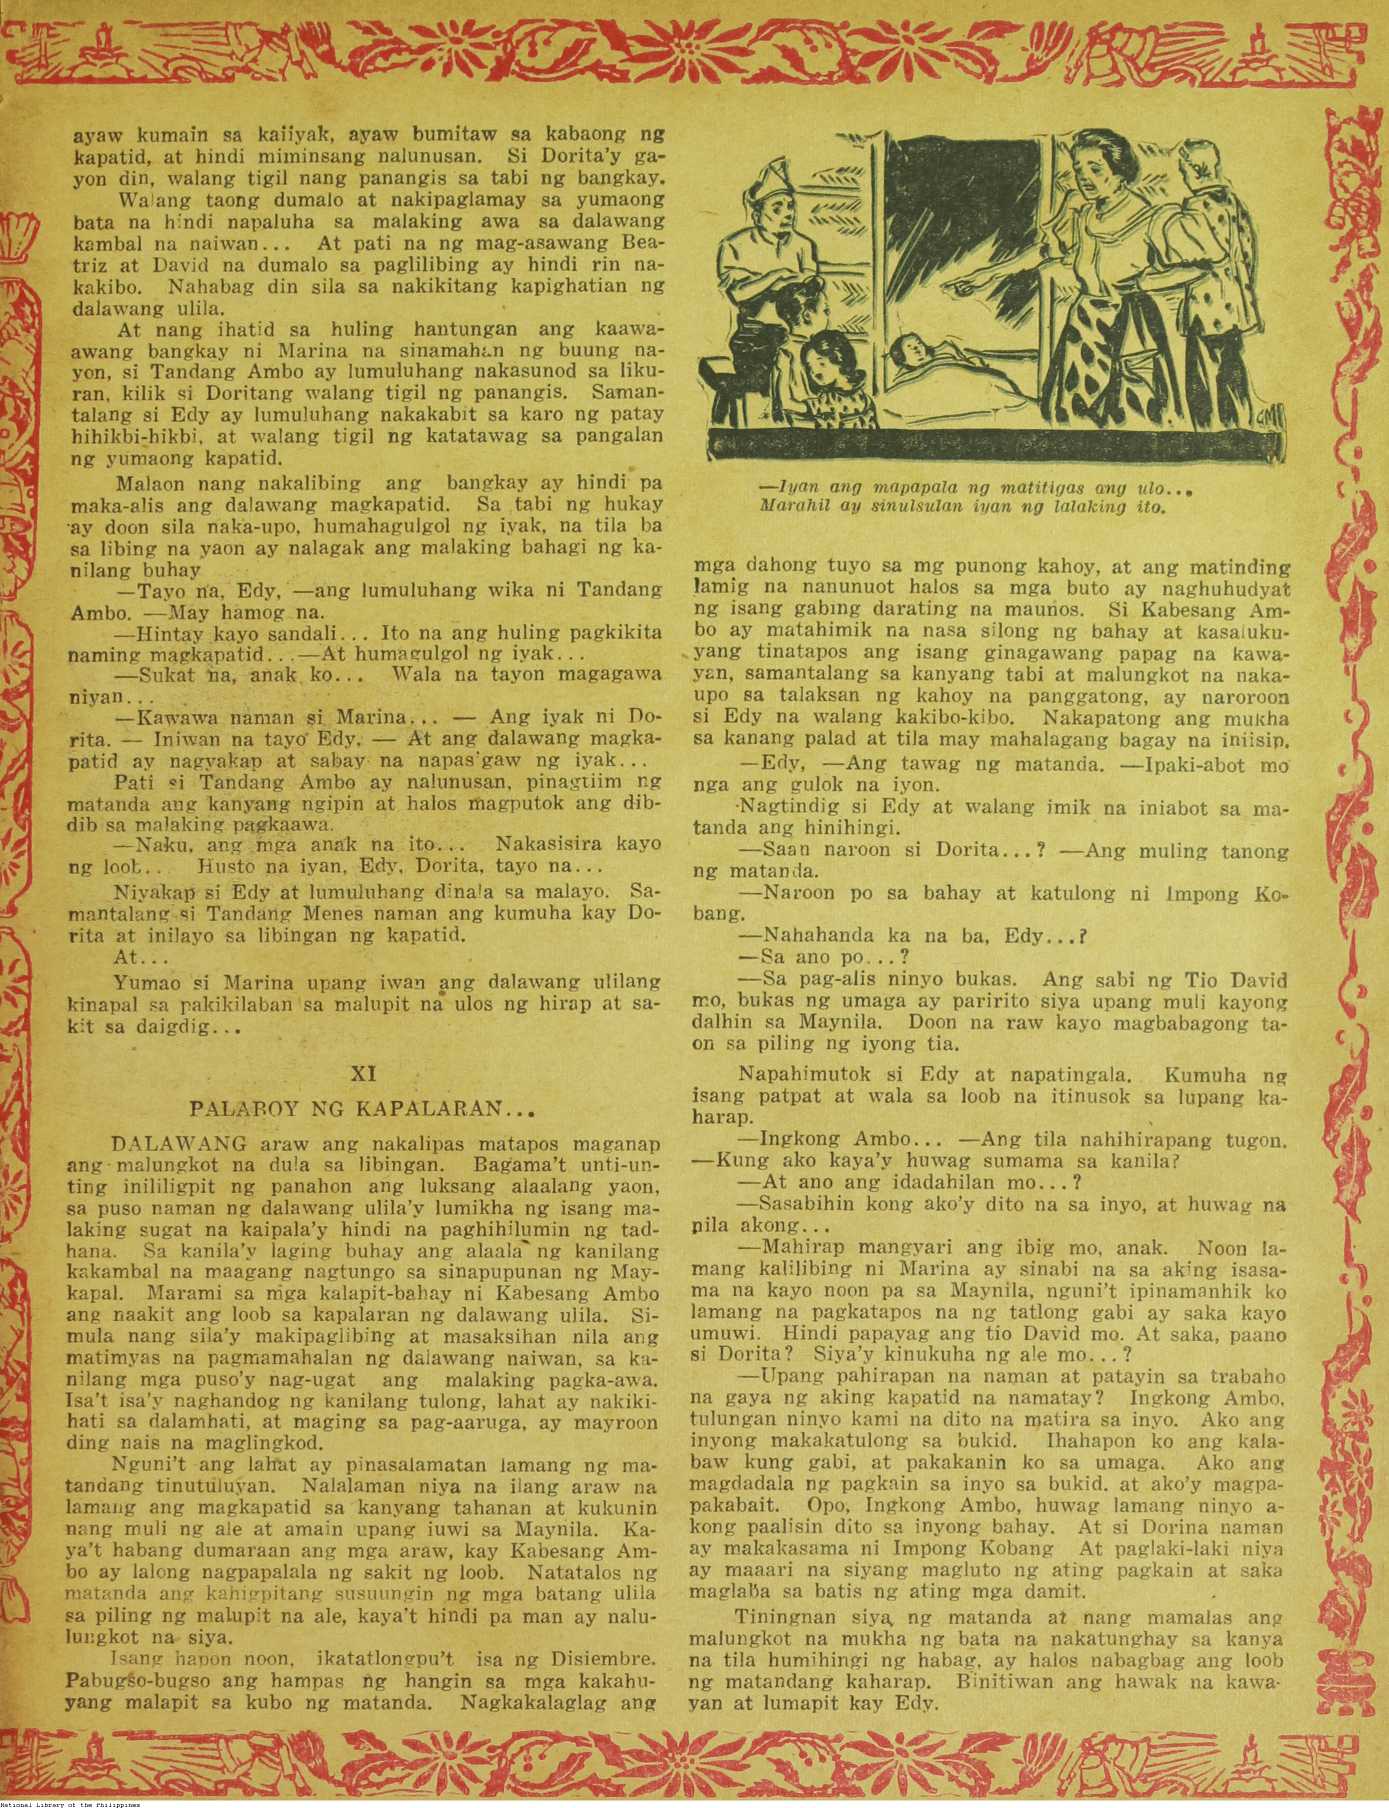 ayaw kumain sa kaiiyak, ayaw bumitaw sa kabaong ng
kapatid, at hindi miminsang nalunusan. Si Dorita'y ga-
yon din, walang tigil nang panangis sa tabi ng bangkay.
Walang taong dumalo at nakipaglamay sa yumaong
bata na hindi napaluha sa malaking awa sa dalawang
kambal na naiwan... At pati na ng mag-asawang Bea-
triz at David na dumalo sa paglilibing ay hindi rin na-
kakibo. Nahabag din sila sa nakikitang kapighatian ng
dalawang ulila.
At nang ihatid sa huling hantungan ang kaawa-
awang bangkay ni Marina na sinamahan ng buung na-
yon, si Tandang Ambo ay lumuluhang nakasunod sa liku-
ran, kilik si Doritang walang tigil ng panangis. Saman-
talang si Edy ay lumuluhang nakakabit sa karo ng patay
hihikbi-hikbi, at walang tigil ng katatawag sa pangalan
ng yumaong kapatid.
Malaon nang nakalibing ang bangkay ay hindi pa
maka-alis ang dalawang magkapatid. Sa tabi ng hukay
ay doon sila naka-upo, humahagulgol ng iyak, na tila ba
sa libing na yaon ay nalagak ang malaking bahagi ng ka-
nilang buhay
—Tayo na, Edy, —ang lumuluhang wika ni Tandang
Ambo. —May hamog na.
—Hintay kayo sandali... Ito na ang huling pagkikita
naming magkapatid...—At humagulgol ng iyak...
—Sukat na, anak ko... Wala na tayon magagawa
niyan...
—Kawawa naman si Marina... — Ang iyak ni Do-
rita. — Iniwan na tayo Edy. — At ang dalawang magka-
patid ay nagyakap at sabay na napasigaw ng iyak...
Pati si Tandang Ambo ay nalunusan, pinagtiim ng
matanda ang kanyang ngipin at halos magputok ang dib-
dib sa malaking pagkaawa.
—Naku, ang mga anak na ito... Nakasisira kayo
ng loob... Husto na iyan, Edy, Dorita, tayo na...
Niyakap si Edy at lumuluhang dinala sa malayo. Sa-
mantalang si Tandang Menes naman ang kumuha kay Do-
rita at inilayo sa libingan ng kapatid.
At...
Yumao si Marina upang iwan ang dalawang ulilang
kinapal sa pakikilaban sa malupit na ulos ng hirap at sa-
kit sa daigdig...
XI
PALABOY NG KAPALARAN...
DALAWANG araw ang nakalipas matapos maganap
ang malungkot na dula sa libingan. Bagama't unti-un-
ting inililigpit ng panahon ang luksang alaalang yaon,
sa puso naman ng dalawang ulila'y lumikha ng isang ma-
laking sugat na kaipala'y hindi na paghihilumin ng tad-
hana. Sa kanila'y laging buhay ang alaala ng kanilang
kakambal na maagang nagtungo sa sinapupunan ng May-
kapal. Marami sa mga kalapit-bahay ni Kabesang Ambo
ang naakit ang loob sa kapalaran ng dalawang ulila. Si-
mula nang sila'y makipaglibing at masaksihan nila ang
matimyas na pagmamahalan ng dalawang naiwan, sa ka-
nilang mga puso'y nag-ugat ang malaking pagka-awa.
Isa't isa'y naghandog ng kanilang tulong, lahat ay nakiki-
hati sa dalamhati, at maging sa pag-aaruga, ay mayroon
ding nais na maglingkod.
Nguni't ang lahat ay pinasalamatan lamang ng ma-
tandang tinutuluyan. Nalalaman niya na ilang araw na
lamang ang magkapatid sa kanyang tahanan at kukunin
nang muli ng ale at amain upang iuwi sa Maynila. Ka-
ya't habang dumaraan ang mga araw, kay Kabesang Am-
bo ay lalong nagpapalala ng sakit ng loob. Natatalos ng
matanda ang kahigpitang susuungin ng mga batang ulila
sa piling ng malupit na ale, kaya't hindi pa man ay nalu-
lungkot na siya.
Isang hapon noon, ikatatlongpu't isa ng Disiembre.
Pabugso-bugso ang hampas ng hangin sa mga kakahu-
yang malapit sa kubo ng matanda. Nagkakalaglag ang
—Iyan ang mapapala ng matitigas ang ulo...
Marahil ay sinulsulan iyan ng lalaking ito.
mga dahong tuyo sa mg punong kahoy, at ang matinding
lamig na nanunuot halos sa mga buto ay naghuhudyat
ng isang gabing darating na maunos. Si Kabesang Am-
bo ay matahimik na nasa silong ng bahay at kasaluku-
yang tinatapos ang isang ginagawang papag na kawa-
yan, samantalang sa kanyang tabi at malungkot na naka-
upo sa talaksan ng kahoy na panggatong, ay naroroon
si Edy na walang kakibo-kibo. Nakapatong ang mukha
sa kanang palad at tila may mahalagang bagay na iniisip.
—Edy, —Ang tawag ng matanda. —Ipaki-abot mo
nga ang gulok na iyon.
Nagtindig si Edy at walang imik na iniabot sa ma-
tanda ang hinihingi.
—Saan naroon si Dorita...? —Ang muling tanong
ng matanda.
—Naroon po sa bahay at katulong ni Impong Ko-
bang.
—Nahahanda ka na ba, Edy...?
—Sa ano po...?
—Sa pag-alis ninyo bukas. Ang sabi ng Tio David
mo, bukas ng umaga ay paririto siya upang muli kayong
dalhin sa Maynila. Doon na raw kayo magbabagong ta-
on sa piling ng iyong tia.
Napahimutok si Edy at napatingala. Kumuha ng
isang patpat at wala sa loob na itinusok sa lupang ka-
harap.
—Ingkong Ambo... —Ang tila nahihirapang tugon.
—Kung ako kaya'y huwag sumama sa kanila?
—At ano ang idadahilan mo...?
—Sasabihin kong ako'y dito na sa inyo, at huwag na
nila akong...
—Mahirap mangyari ang ibig mo, anak. Noon la-
mang kalilibing ni Marina ay sinabi na sa aking isasa-
ma na kayo noon pa sa Maynila, nguni't ipinamanhik ko
lamang na pagkatapos na ng tatlong gabi ay saka kayo
umuwi. Hindi papayag ang tio David mo. At saka, paano
si Dorita? Siya'y kinukuha ng ale mo...?
—Upang pahirapan na naman at patayin sa trabaho
na gaya ng aking kapatid na namatay? Ingkong Ambo,
tulungan ninyo kami na dito na matira sa inyo. Ako ang
inyong makakatulong sa bukid. Ihahapon ko ang kala-
baw kung gabi, at pakakanin ko sa umaga. Ako ang
magdadala ng pagkain sa inyo sa bukid. at ako'y magpa-
pakabait. Opo, Ingkong Ambo, huwag lamang ninyo a-
kong paalisin dito sa inyong bahay. At si Dorina naman
ay makakasama ni Impong Kobang At paglaki-laki niya
ay maaari na siyang magluto ng ating pagkain at saka
maglaba sa batis ng ating mga damit.
Tiningnan siya ng matanda at nang mamalas ang
malungkot na mukha ng bata na nakatunghay sa kanya
na tila humihingi ng habag, ay halos nabagbag ang loob
ng matandang kaharap. Binitiwan ang hawak na kawa-
yan at lumapit kay Edy.
National Library of the Philippines